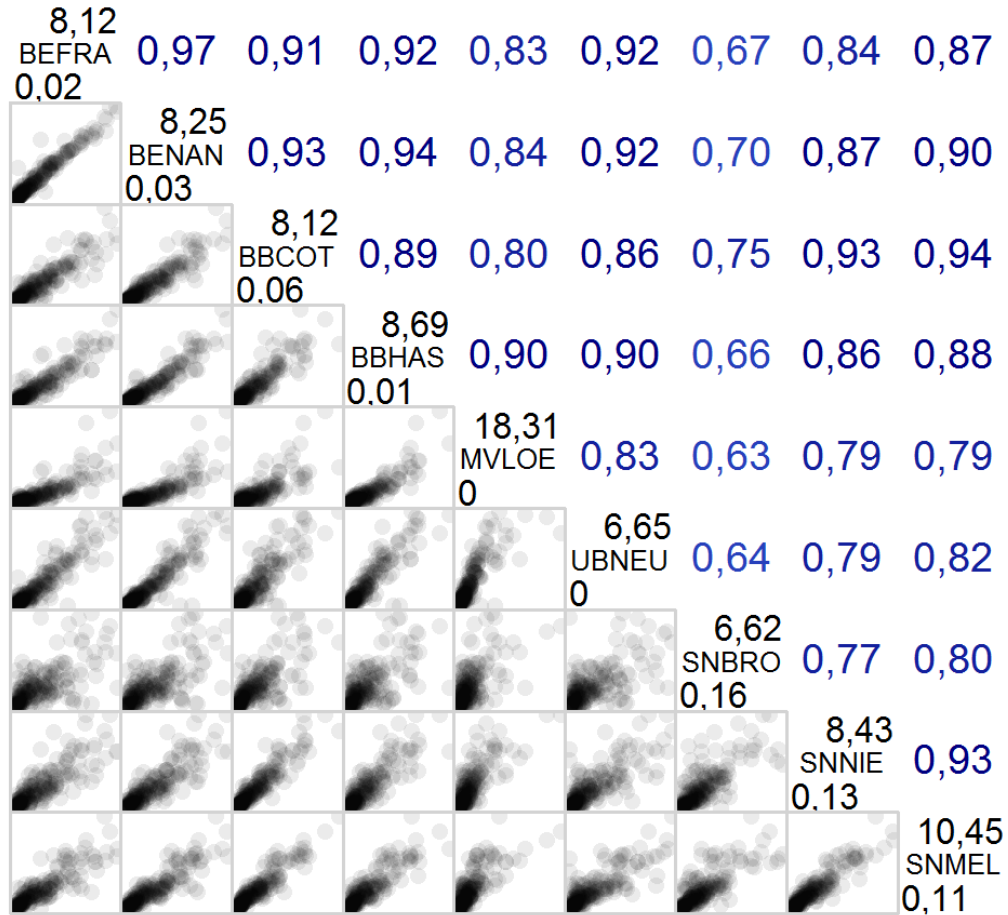 8,12
BEFRA 0,97 0,91 0,92 0,83 0,92 0,67 0,84 0,87
0,02
8,25
BENAN 0,93 0,94 0,84 0,92 0,70 0,87 0,90
0,03
8,12
BBCOT 0,89 0,80 0,86 0,75 0,93 0,94
0,06
8,69
BBHAS 0,90 0,90 0,66 0,86 0,88
0,01
18,31
MVLOE 0,83 0,63 0,79 0,79
0
6,65
UBNEU 0,64 0,79 0,82
0
6,62
SNBRO 0,77 0,80
0,16
8,43
SNNIE 0,93
0,13
10,45
SNMEL
0,11